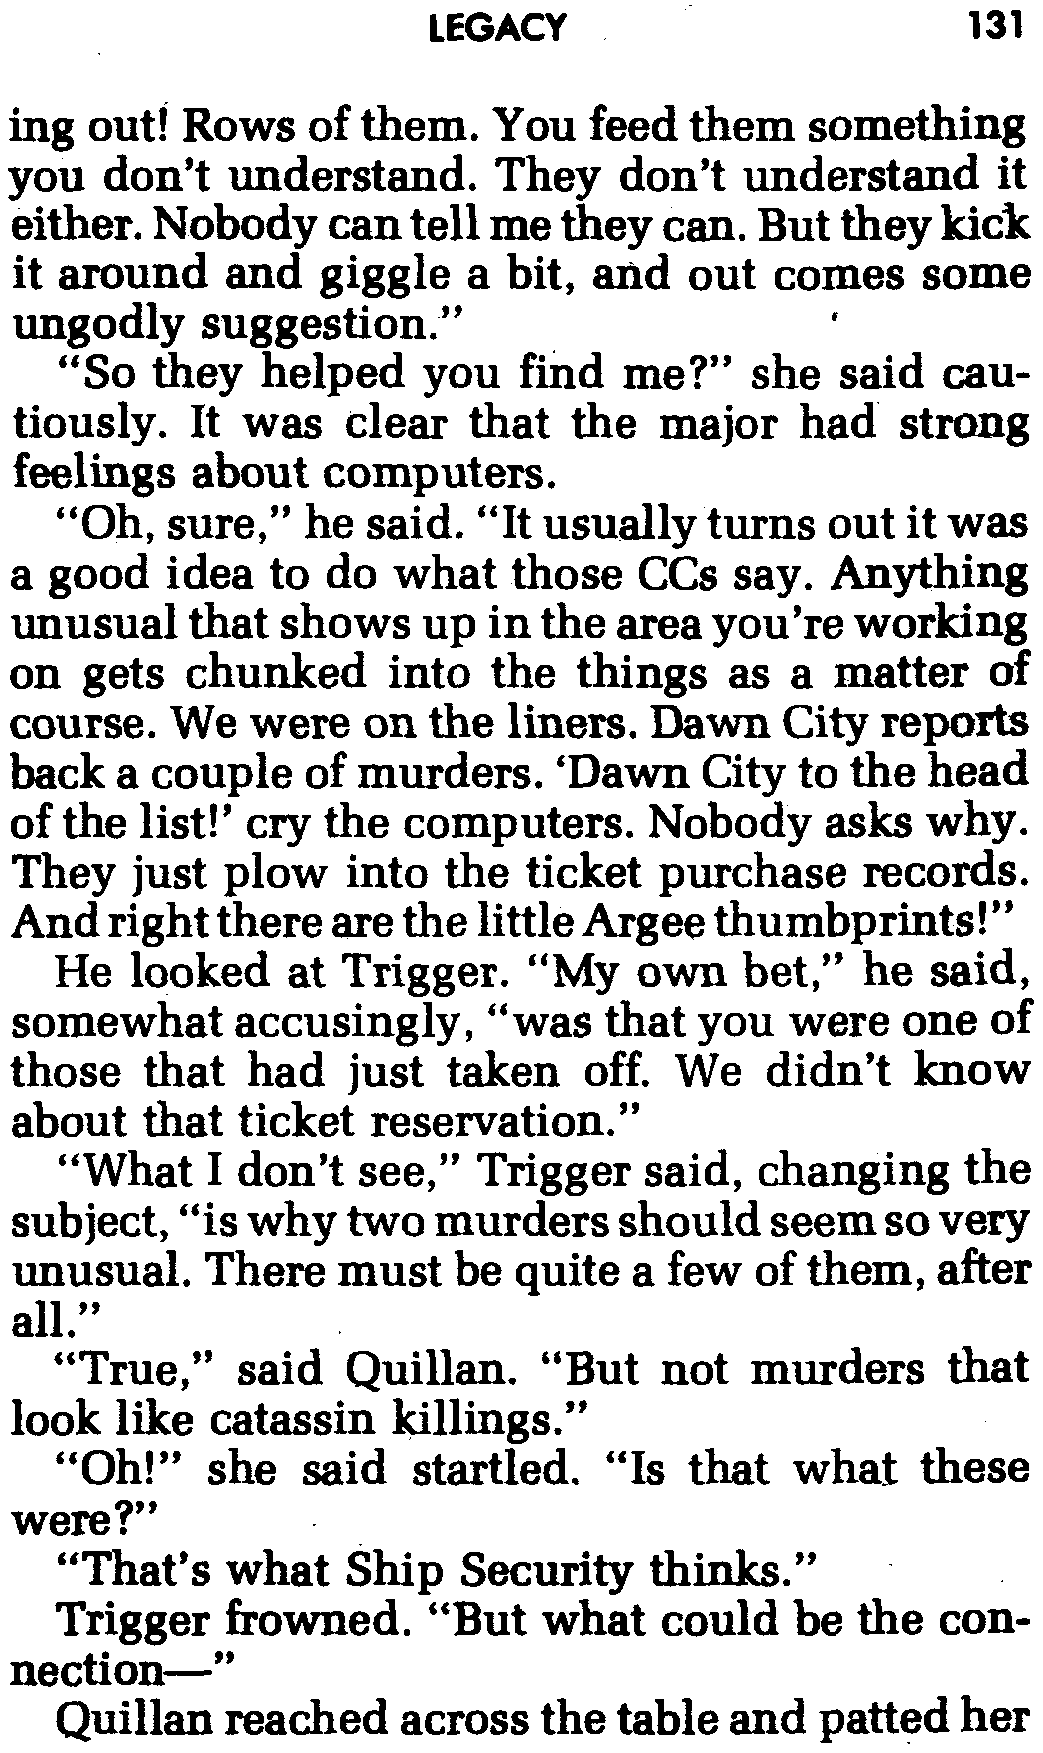 LEGACY 131
ing out! Rows of them. You feed them something
you don't understand. They don't understand it
either. Nobody can tell me they can. But they kick
it around and giggle a bit, and out comes some
ungodly suggestion."
"So they helped you find me?" she said cau-
tiously. It was clear that the major had strong
feelings about computers.
"Oh, sure," he said. "It usually turns out it was
a good idea to do what those CCs say. Anything
unusual that shows up in the area you're working
on gets chunked into the things as a matter of
course. We were on the liners. Dawn City reports
back a couple of murders. 'Dawn City to the head
of the list!' cry the computers. Nobody asks why.
They just plow into the ticket purchase records.
And right there are the little Argee thumbprints!"
He looked at Trigger. "My own bet," he said,
somewhat accusingly, "was that you were one of
those that had just taken off. We didn't know
about that ticket reservation."
"What I don't see," Trigger said, changing the
subject, "is why two murders should seem so very
unusual. There must be quite a few of them, after
all."
"True," said Quillan. "But not murders that
look like catassin killings."
"Oh!" she said startled. "Is that what these
were?"
"That's what Ship Security thinks."
Trigger frowned. "But what could be the con-
nection—"
Quillan reached across the table and patted her